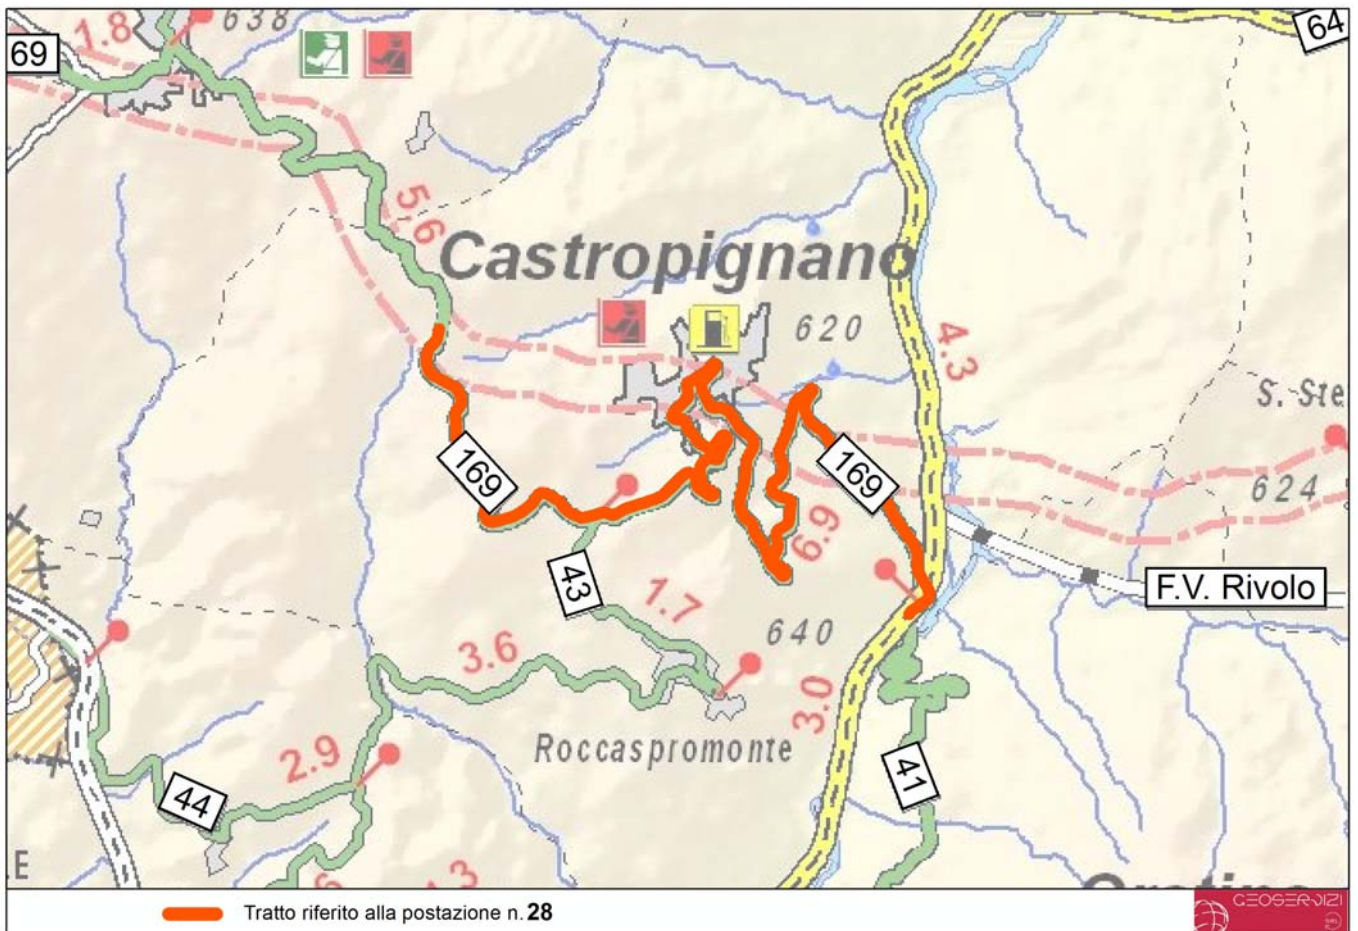 1.8
638
64
69
5.6
Castropignano
620
4.3
S. Ste
169
169
624
6.9
43
F.V. Rivolo
1.7
640
3.6
3.0
Roccaspromonte
2.9
41
44
E
Tratto riferito alla postazione n. 28
GEOSERVIZI